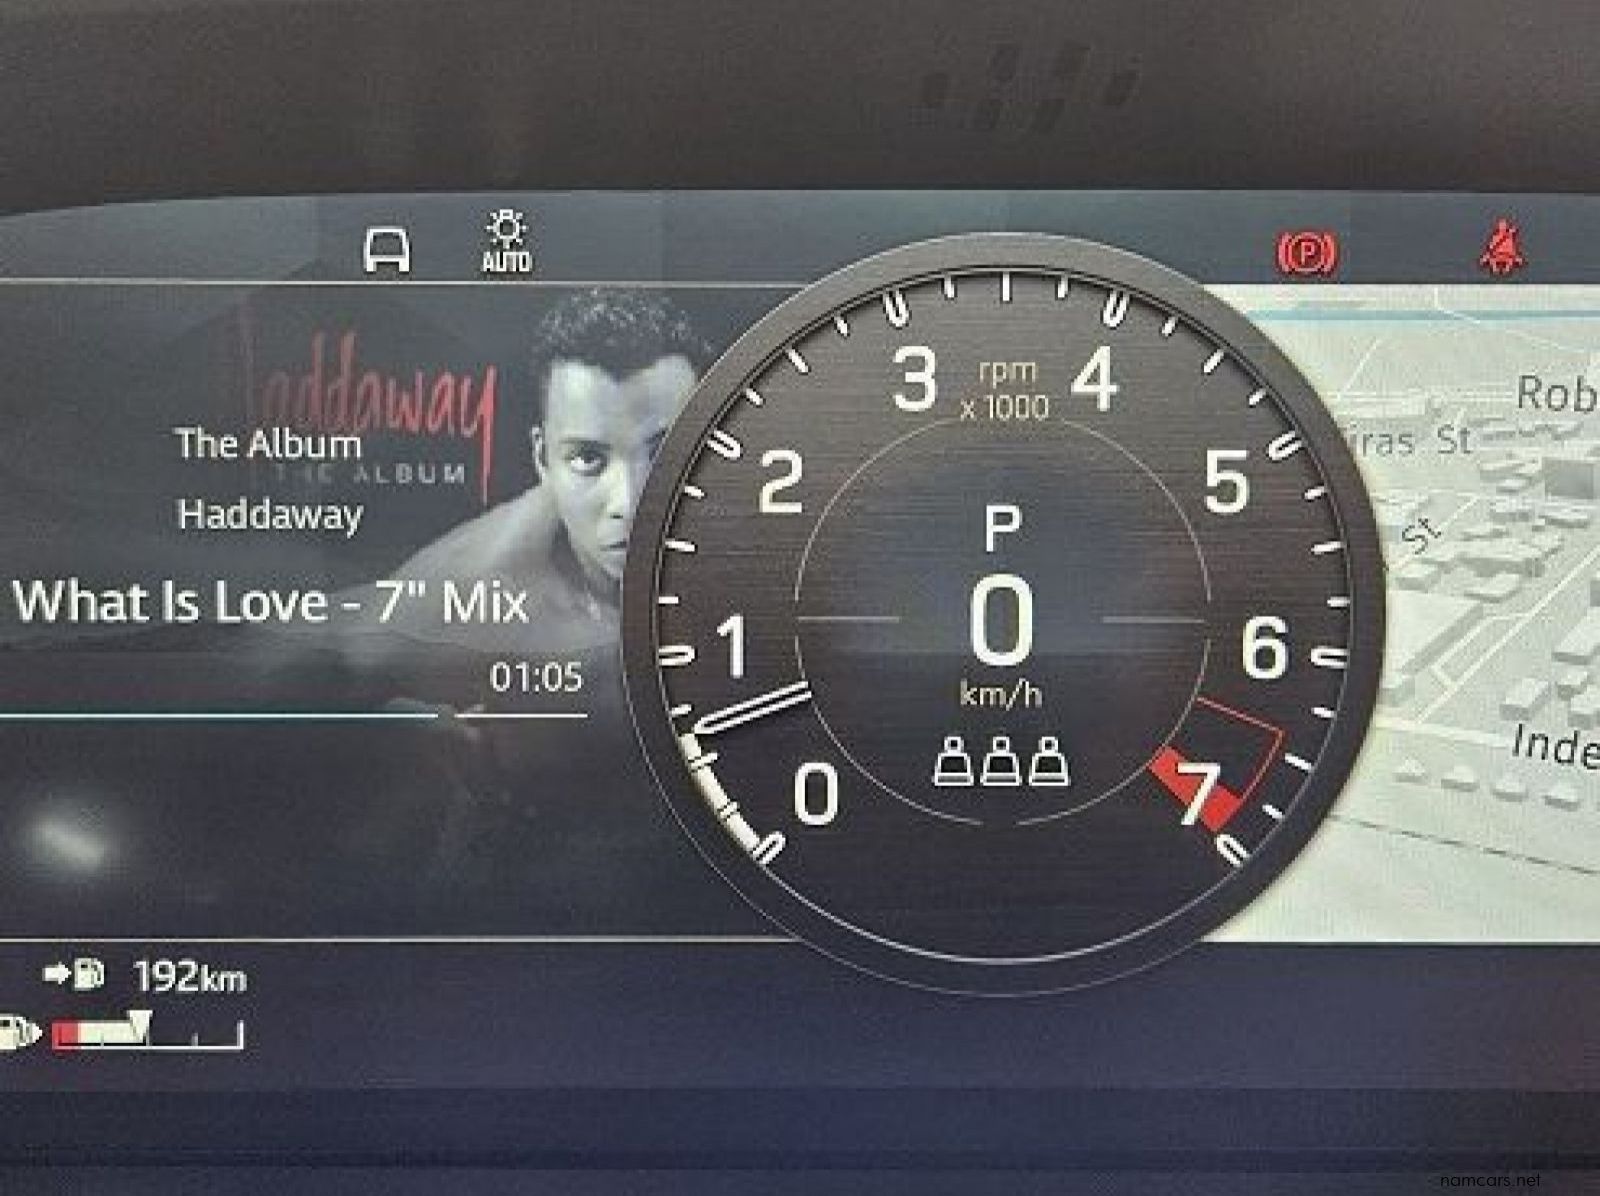 AUTO
P
Haddaway
The Album
THE ALBUM
Haddaway
What Is Love - 7" Mix
01:05
0
1
2
3
4
5
6
7
rpm
x 1000
P
0
km/h
Rob
iras St
St
Inde
192km
namcars.net